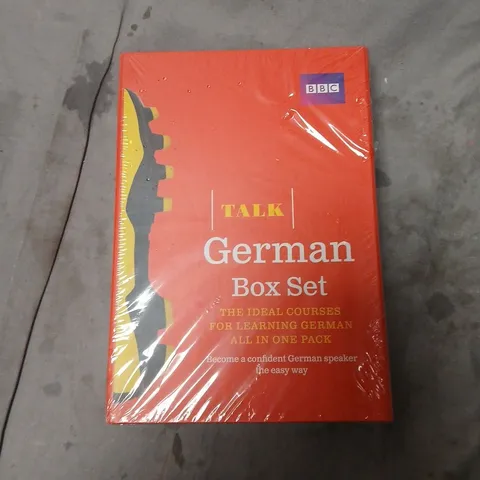 BBC
TALK
German
Box Set
THE IDEAL COURSES
FOR LEARNING GERMAN
ALL IN ONE PACK
Become a confident German speaker
the easy way